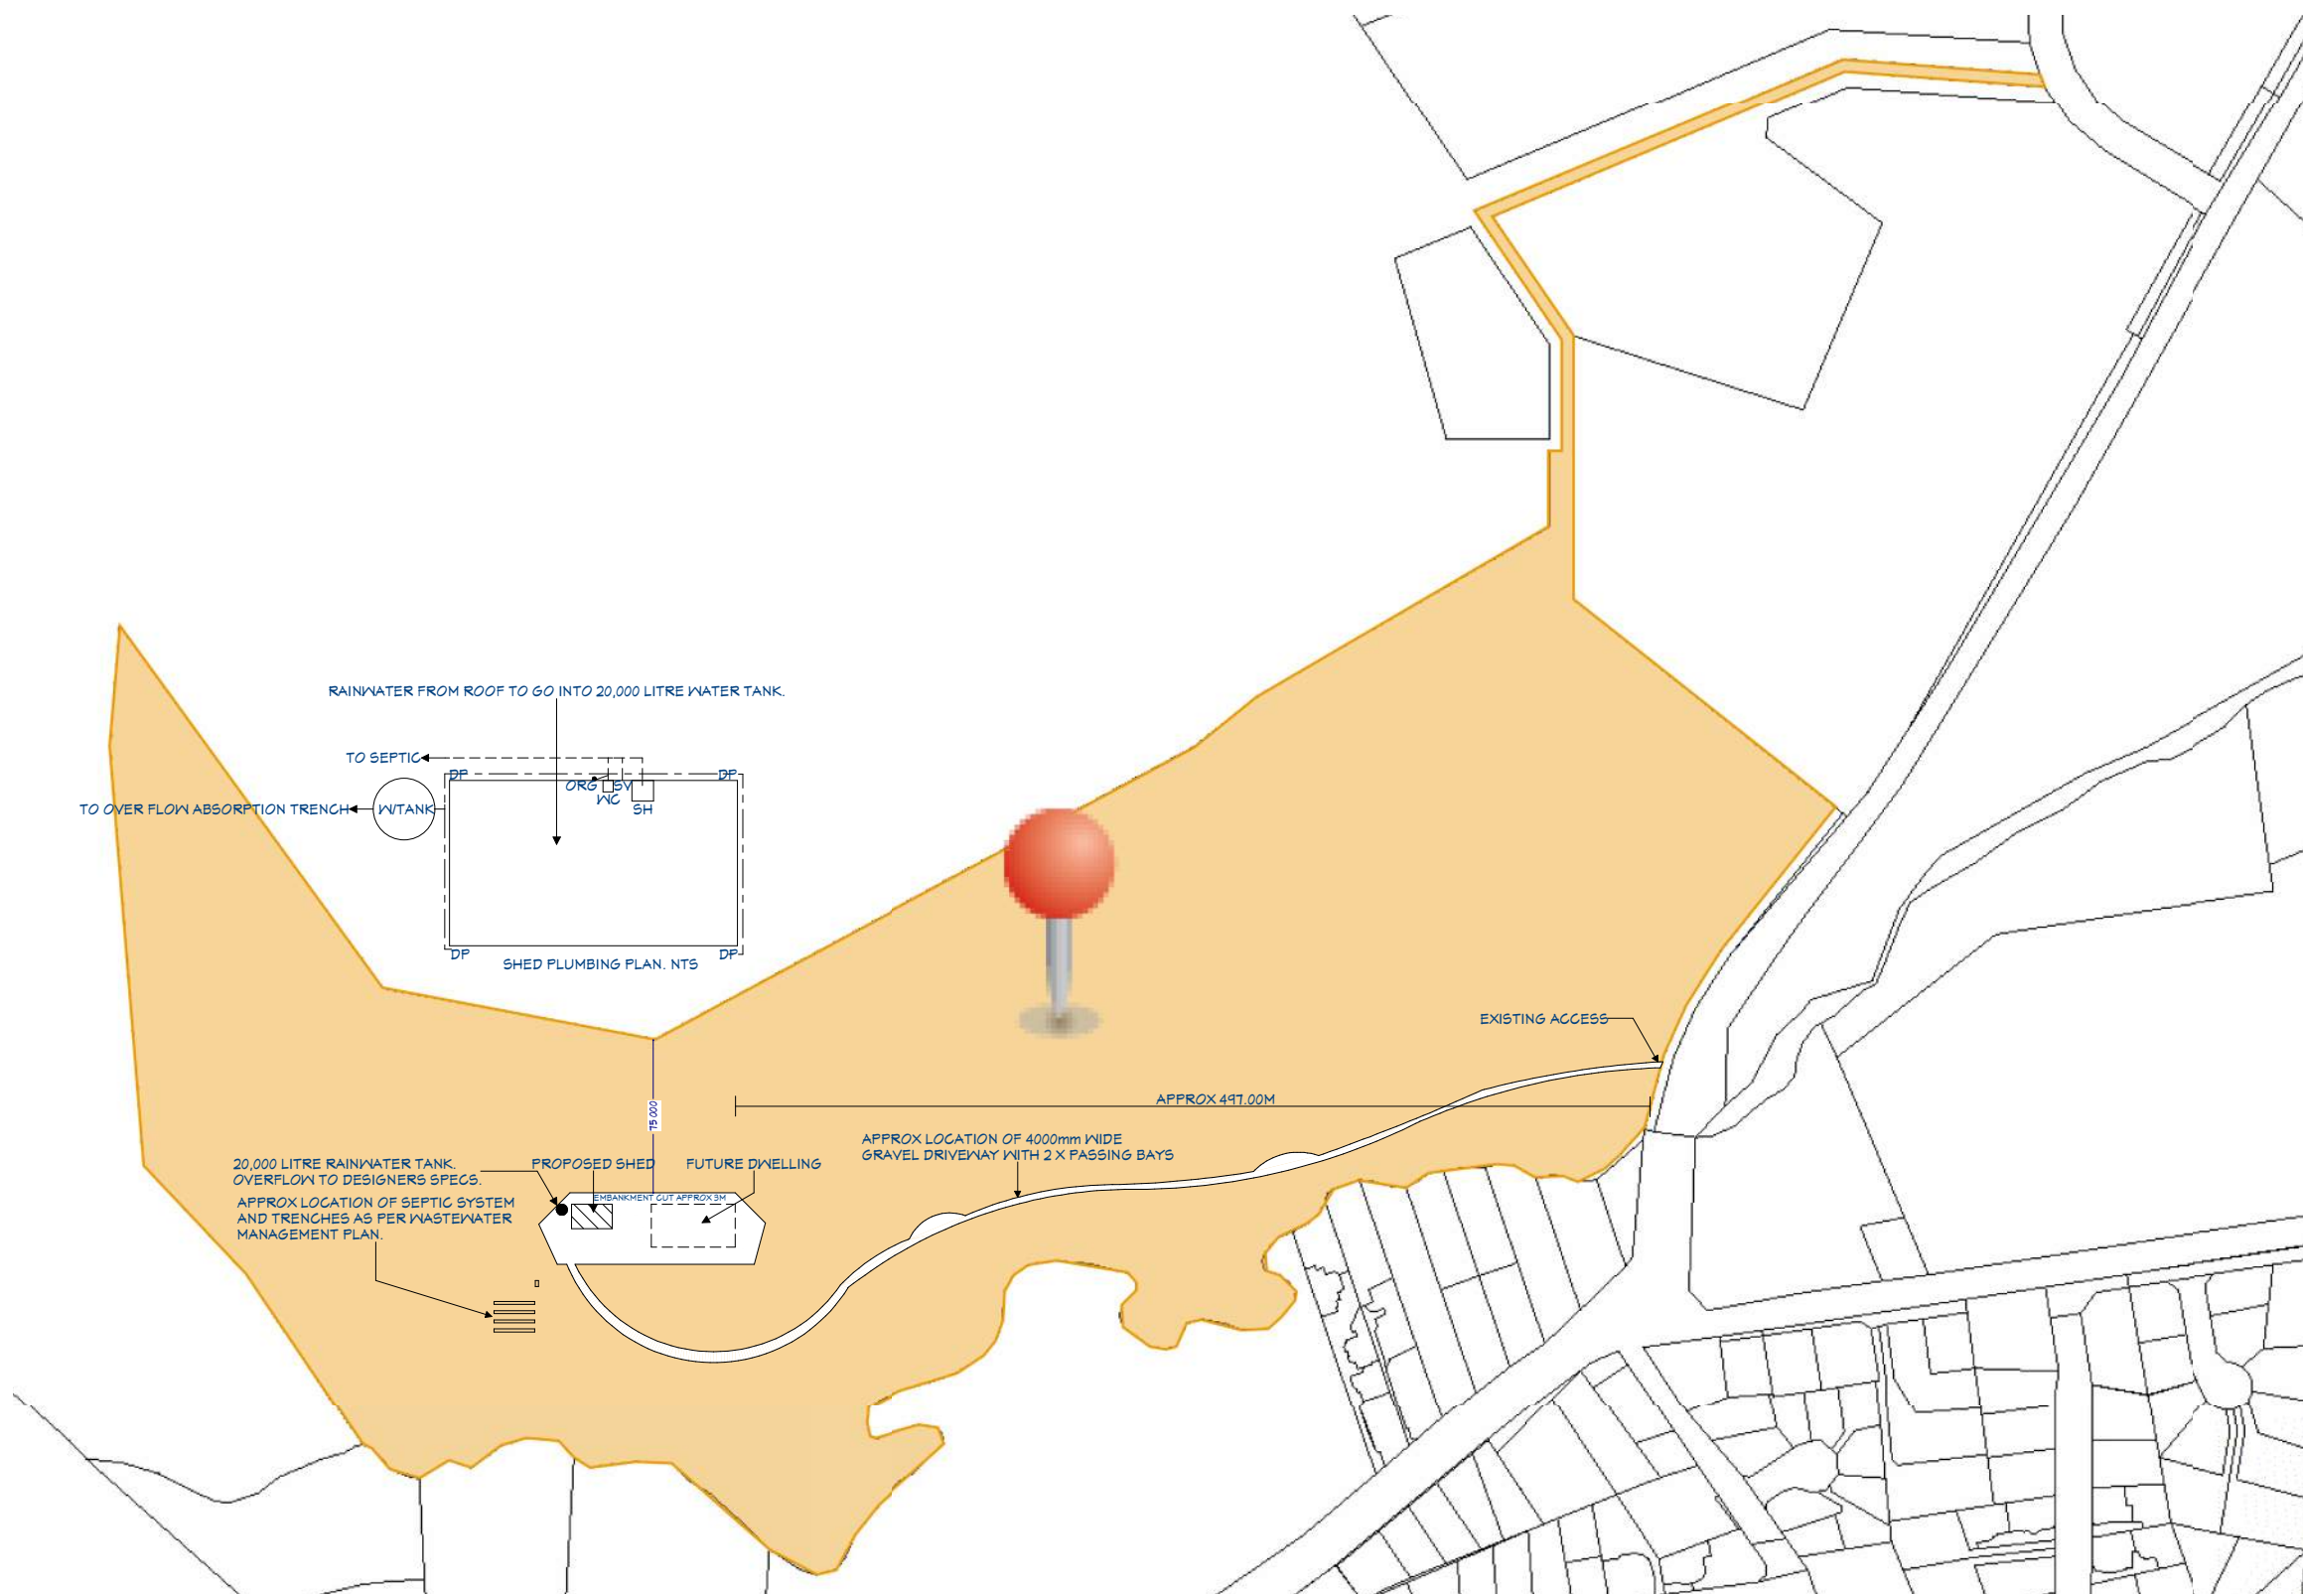 RAINWATER FROM ROOF TO GO INTO 20,000 LITRE WATER TANK.
TO SEPTIC
DP
DP
ORG
SV
WC
SH
TO OVER FLOW ABSORPTION TRENCH
W/TANK
DP
DP
SHED PLUMBING PLAN. NTS
EXISTING ACCESS
APPROX 497.00M
75 000
APPROX LOCATION OF 4000mm WIDE
GRAVEL DRIVEWAY WITH 2 X PASSING BAYS
20,000 LITRE RAINWATER TANK.
OVERFLOW TO DESIGNERS SPECS.
PROPOSED SHED
FUTURE DWELLING
EMBANKMENT CUT APPROX 3M
APPROX LOCATION OF SEPTIC SYSTEM
AND TRENCHES AS PER WASTEWATER
MANAGEMENT PLAN.